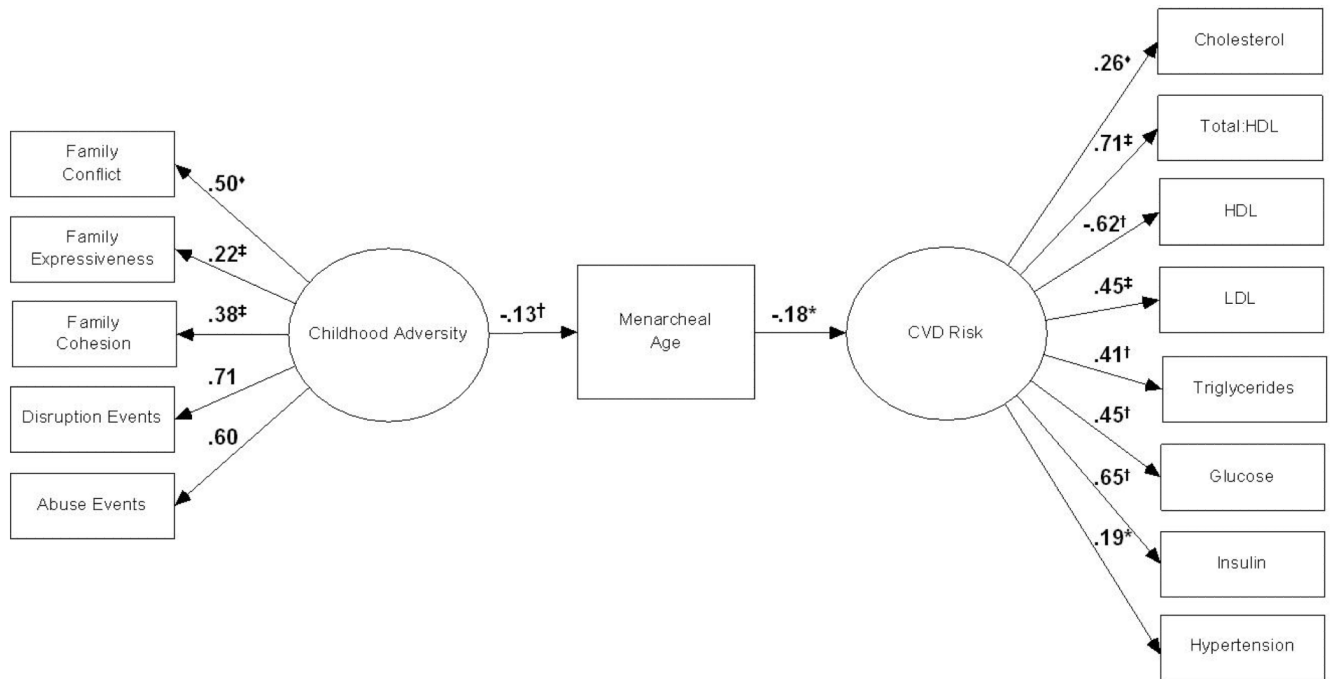 Family
Conflict
Family
Expressiveness
Family
Cohesion
Disruption Events
Abuse Events
.50♦
.22‡
.38‡
.71
.60
Childhood Adversity
-.13†
Menarcheal
Age
-.18*
CVD Risk
.26♦
.71‡
-.62†
.45‡
.41†
.45†
.65†
.19*
Cholesterol
Total:HDL
HDL
LDL
Triglycerides
Glucose
Insulin
Hypertension